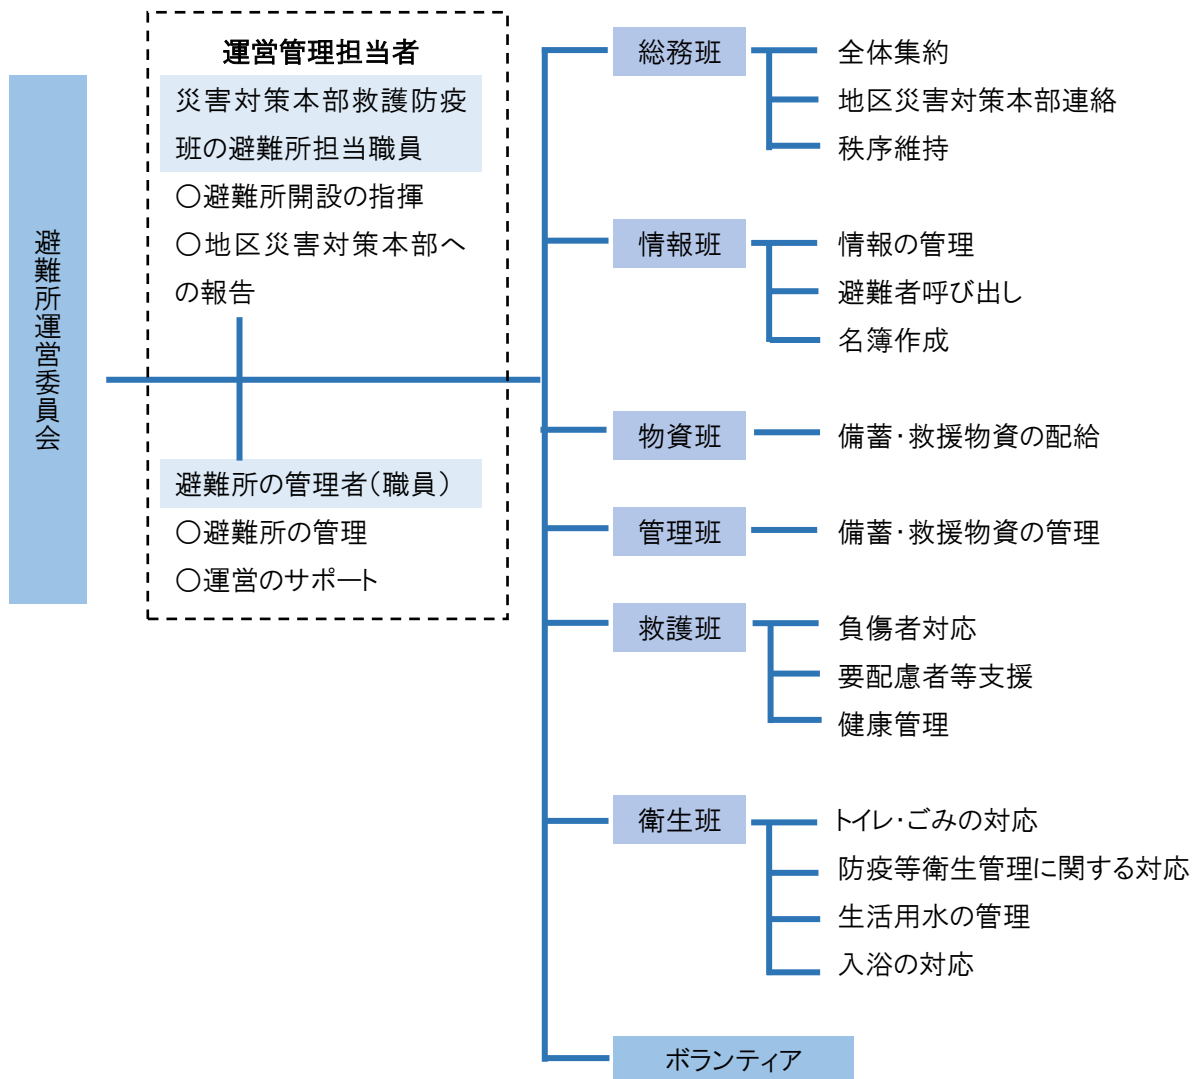 避難所運営委員会
運営管理担当者
災害対策本部救護防疫
班の避難所担当職員
○避難所開設の指揮
○地区災害対策本部へ
の報告
避難所の管理者(職員)
○避難所の管理
○運営のサポート
総務班
全体集約
地区災害対策本部連絡
秩序維持
情報班
情報の管理
避難者呼び出し
名簿作成
物資班
備蓄・救援物資の配給
管理班
備蓄・救援物資の管理
救護班
負傷者対応
要配慮者等支援
健康管理
衛生班
トイレ・ごみの対応
防疫等衛生管理に関する対応
生活用水の管理
入浴の対応
ボランティア